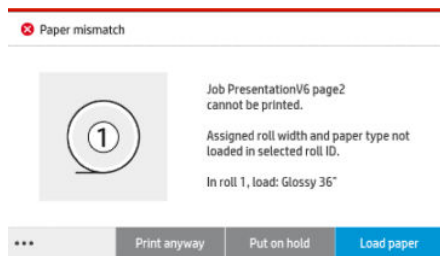 Paper mismatch
Job PresentationV6 page2
cannot be printed.
Assigned roll width and paper type not
loaded in selected roll ID.
1
In roll 1, load: Glossy 36"
Print anyway
Put on hold
Load paper